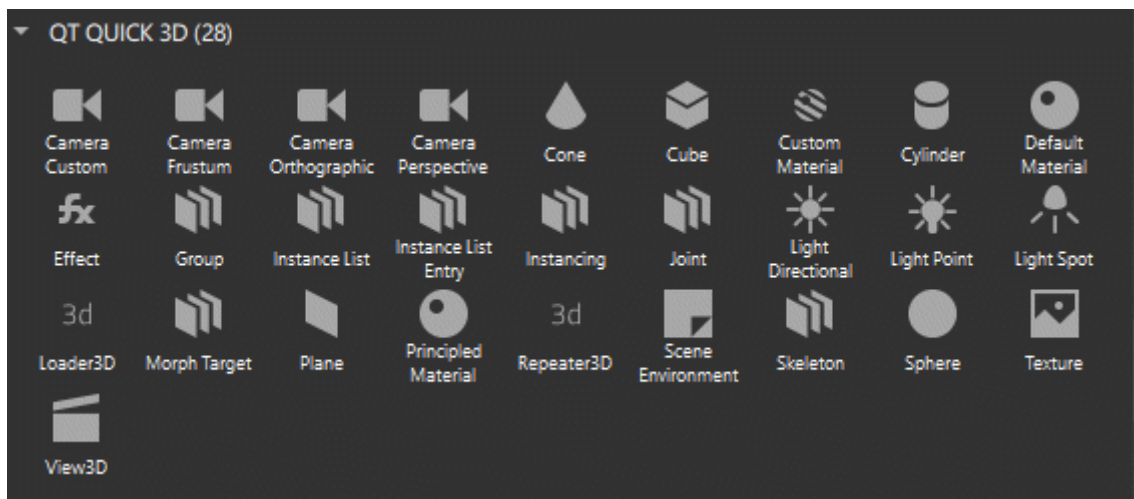 QT QUICK 3D (28)
Camera Custom
Camera Frustum
Camera Orthographic
Camera Perspective
Cone
Cube
Custom Material
Cylinder
Default Material
fx
Effect
Group
Instance List
Instance List Entry
Instancing
Joint
Light Directional
Light Point
Light Spot
3d
Loader3D
Morph Target
Plane
Principled Material
3d
Repeater3D
Scene Environment
Skeleton
Sphere
Texture
View3D